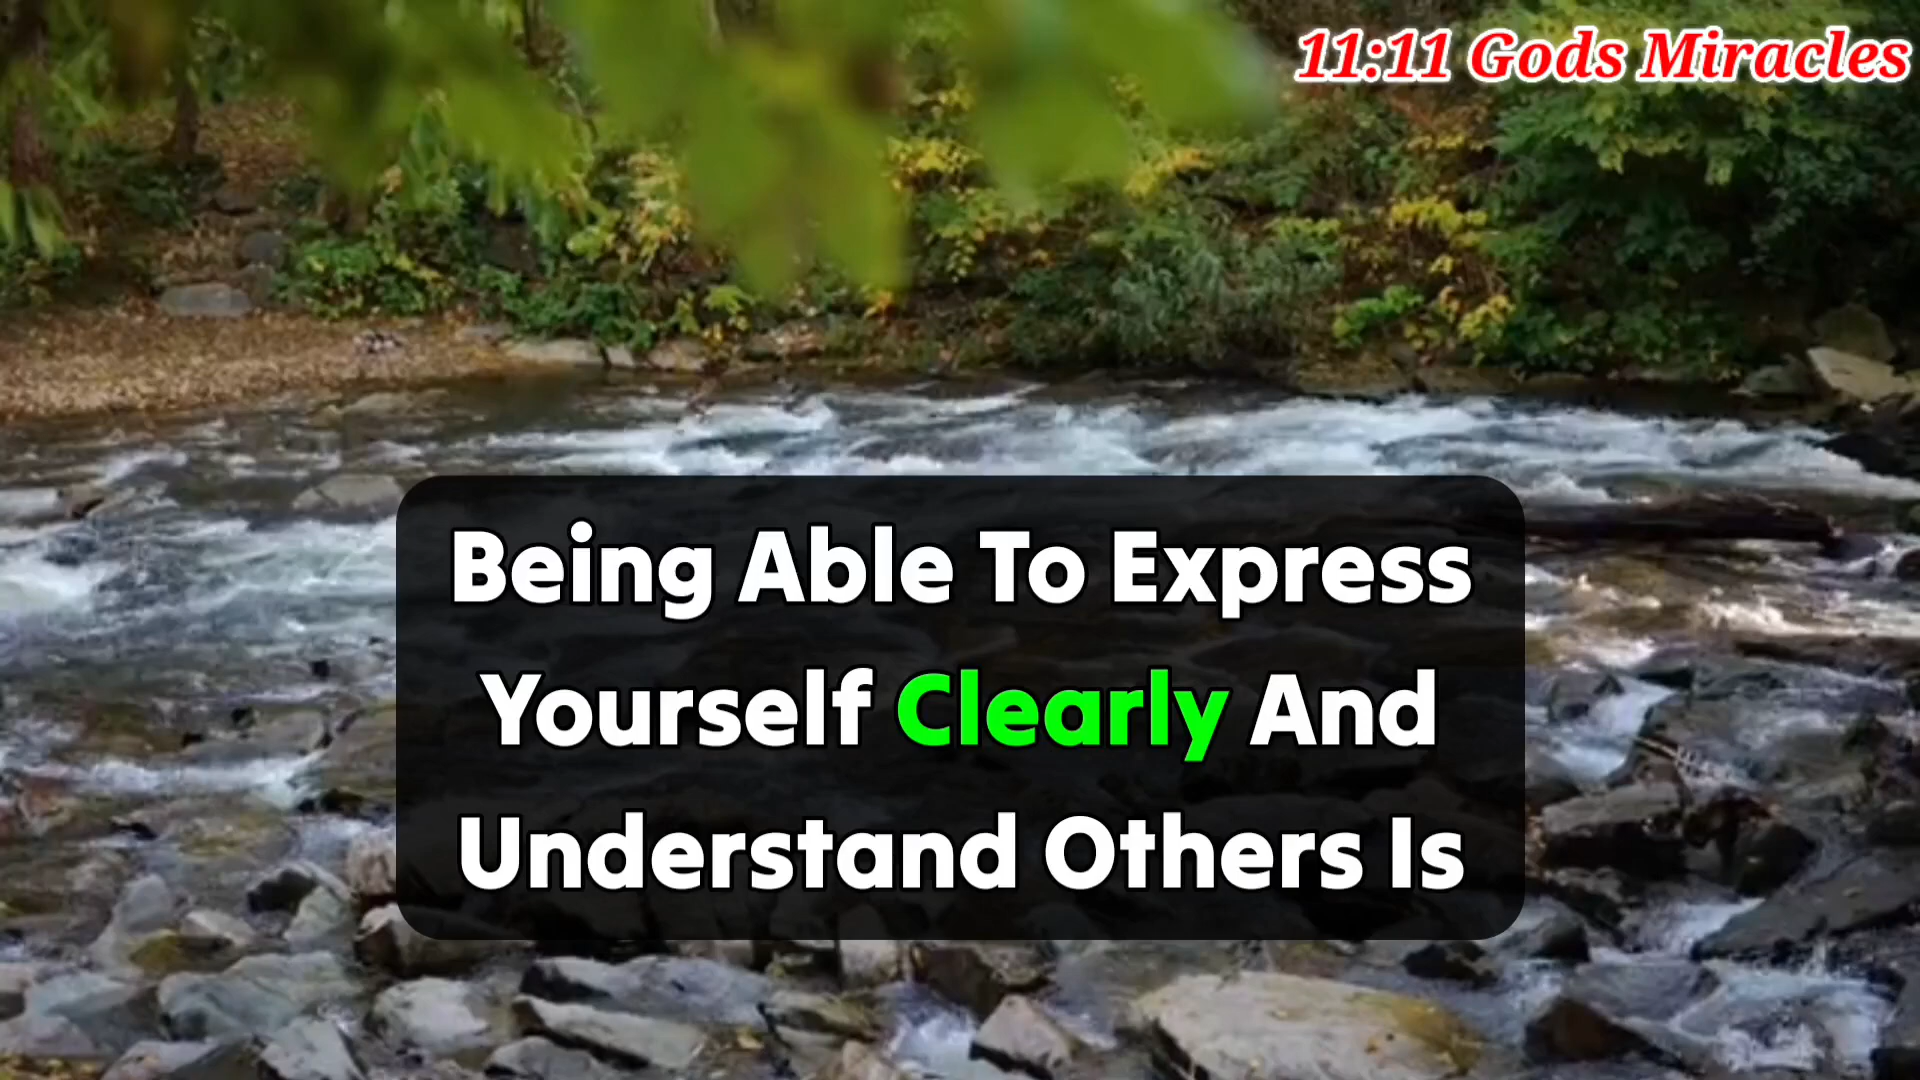 11:11 Gods Miracles
Being Able To Express
Yourself Clearly And
Understand Others Is